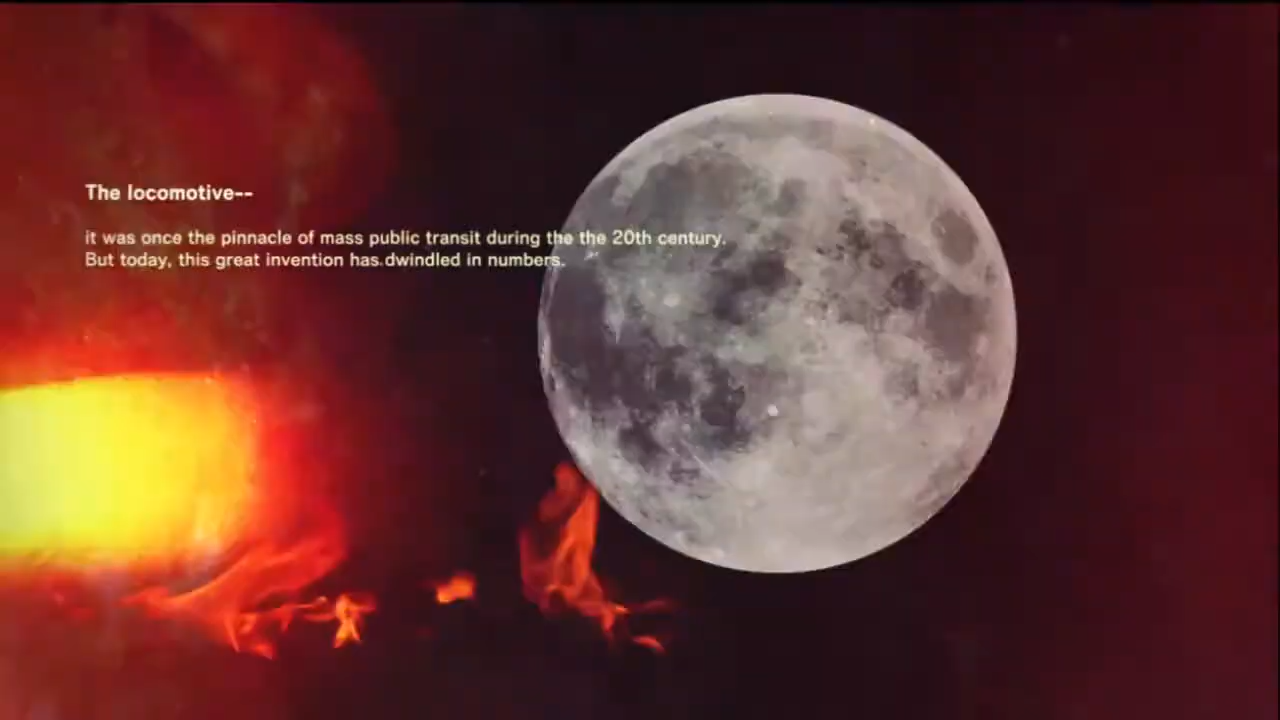 The locomotive--
it was once the pinnacle of mass public transit during the the 20th century.
But today, this great invention has dwindled in numbers.